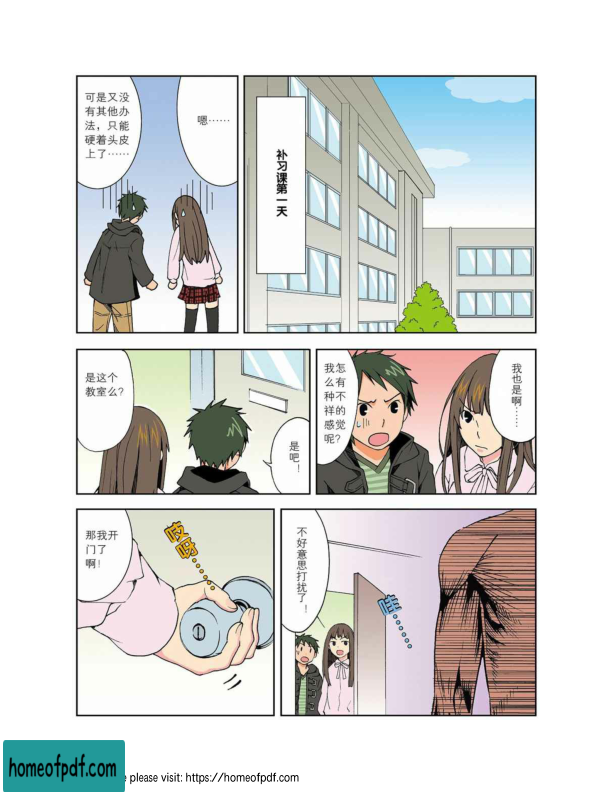 可是又没
有其他办
法，只能
硬着头皮
上了……
嗯……
补习课第一天
是这个
教室么?
是吧!
我怎
么有
种不
祥的
感觉
呢?
我也是啊……
那我开
门了
啊!
吱呀……
不好意思打扰了!
哇……
homeofpdf.com
e please visit: https://homeofpdf.com